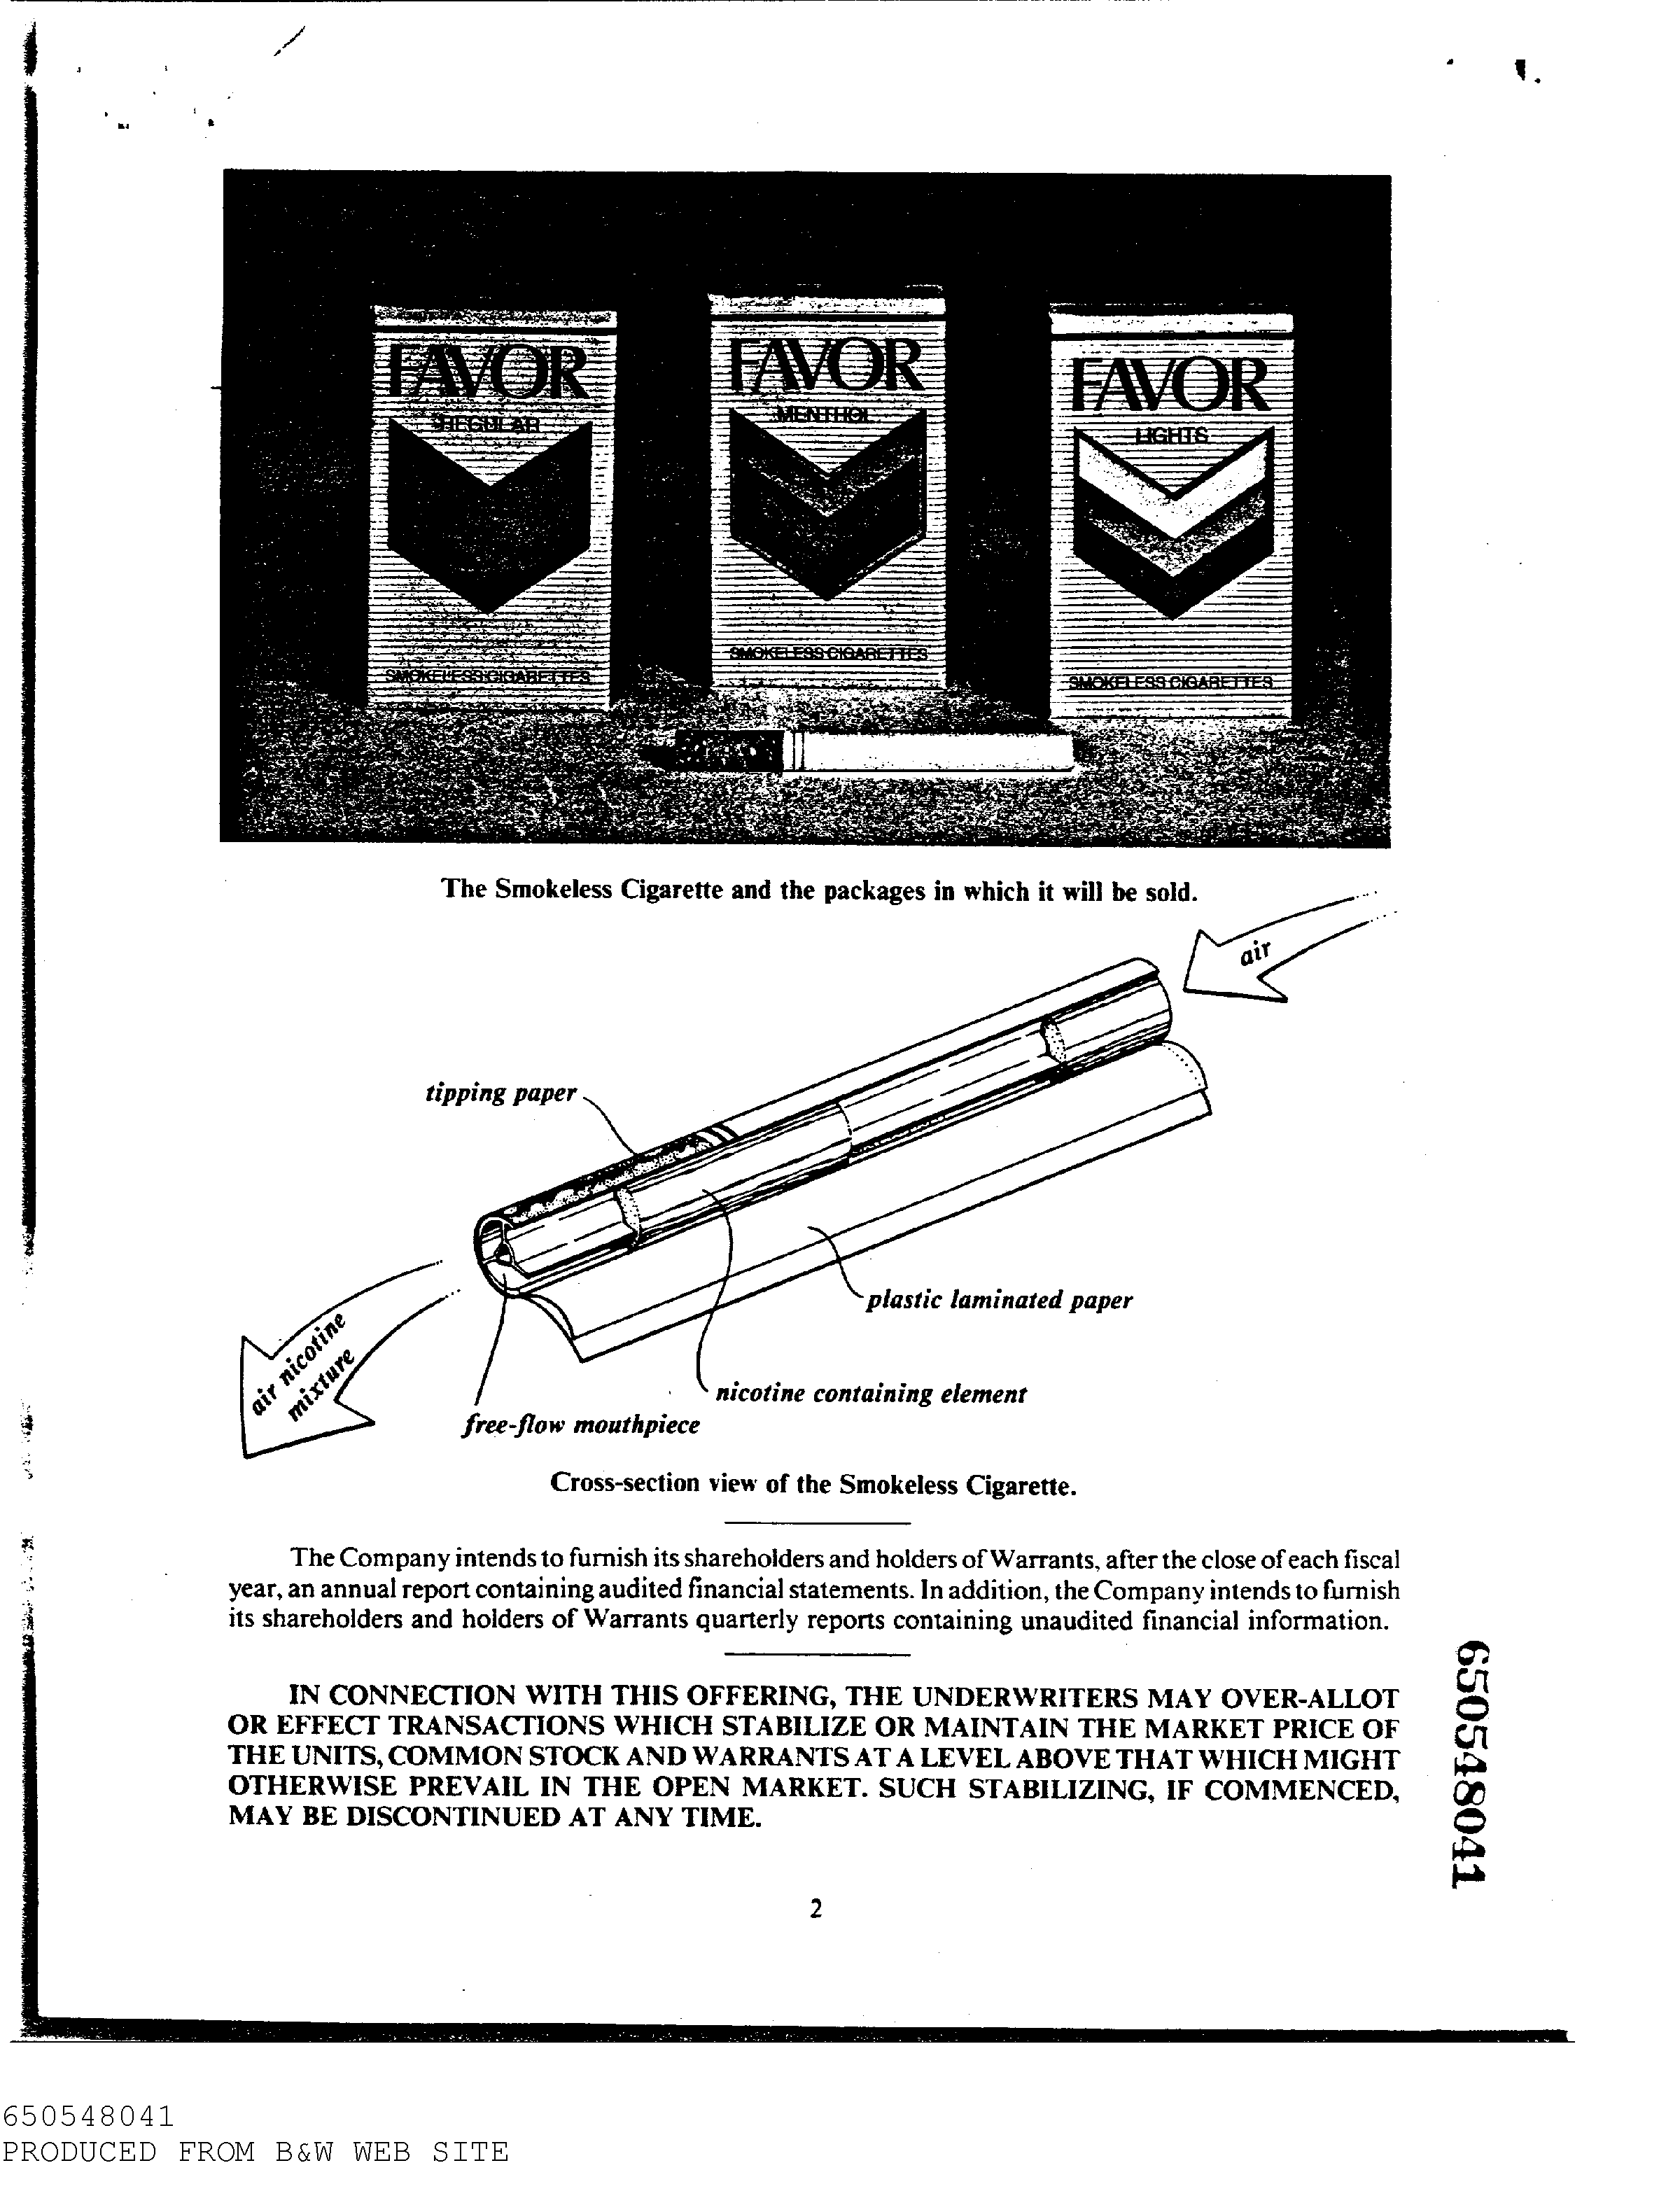 FAVOR
REGULAR
SMOKELESS CIGARETTES
FAVOR
MENTHOL
SMOKELESS CIGARETTES
FAVOR
LIGHTS
SMOKELESS CIGARETTES
The Smokeless Cigarette and the packages in which it will be sold.
air
tipping paper
plastic laminated paper
air nicotine
mixture
nicotine containing element
free-flow mouthpiece
Cross-section view of the Smokeless Cigarette.
The Company intends to furnish its shareholders and holders of Warrants, after the close of each fiscal
year, an annual report containing audited financial statements. In addition, the Company intends to furnish
its shareholders and holders of Warrants quarterly reports containing unaudited financial information.
IN CONNECTION WITH THIS OFFERING, THE UNDERWRITERS MAY OVER-ALLOT
OR EFFECT TRANSACTIONS WHICH STABILIZE OR MAINTAIN THE MARKET PRICE OF
THE UNITS, COMMON STOCK AND WARRANTS AT A LEVEL ABOVE THAT WHICH MIGHT
OTHERWISE PREVAIL IN THE OPEN MARKET. SUCH STABILIZING, IF COMMENCED,
MAY BE DISCONTINUED AT ANY TIME.
650548041
2
650548041
PRODUCED FROM B&W WEB SITE